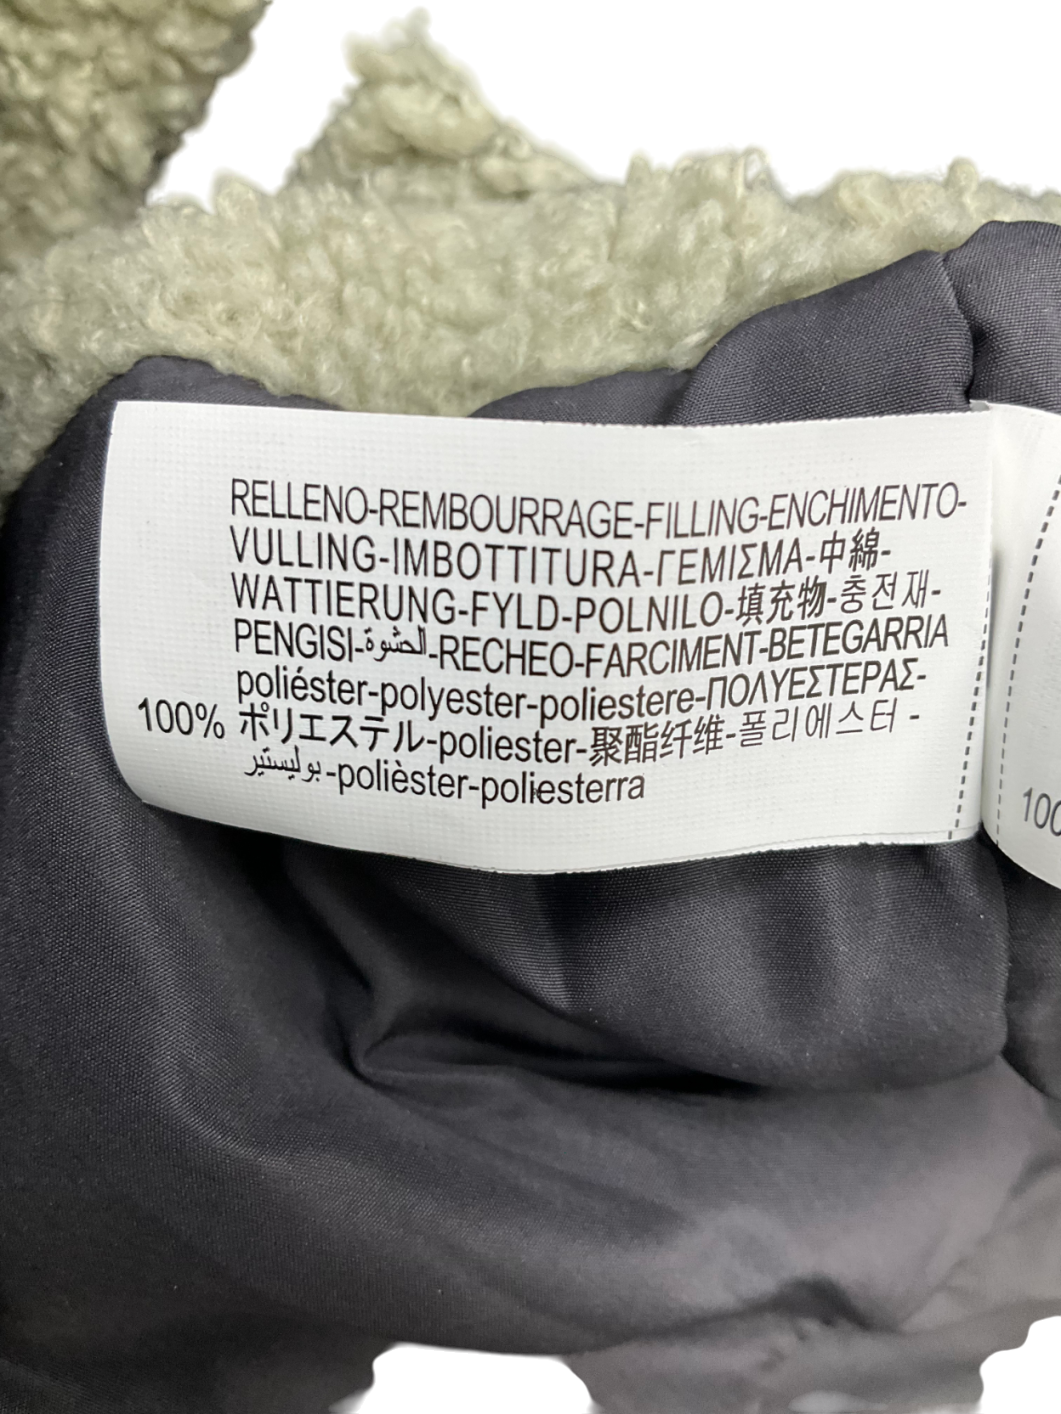 RELLENO-REMBOURRAGE-FILLING-ENCHIMENTO-
VULLING-IMBOTTITURA-ΓΕΜΙΣΜΑ-中綿-
WATTIERUNG-FYLD-POLNILO-填充物-충전재-
PENGISI-الحشوة-RECHEO-FARCIMENT-BETEGARRIA
poliéster-polyester-poliestere-ΠΟΛΥΕΣΤΕΡΑΣ-
100% ポリエステル-poliester-聚酯纤维-폴리에스터 -
بوليستير-polièster-poliesterra
100